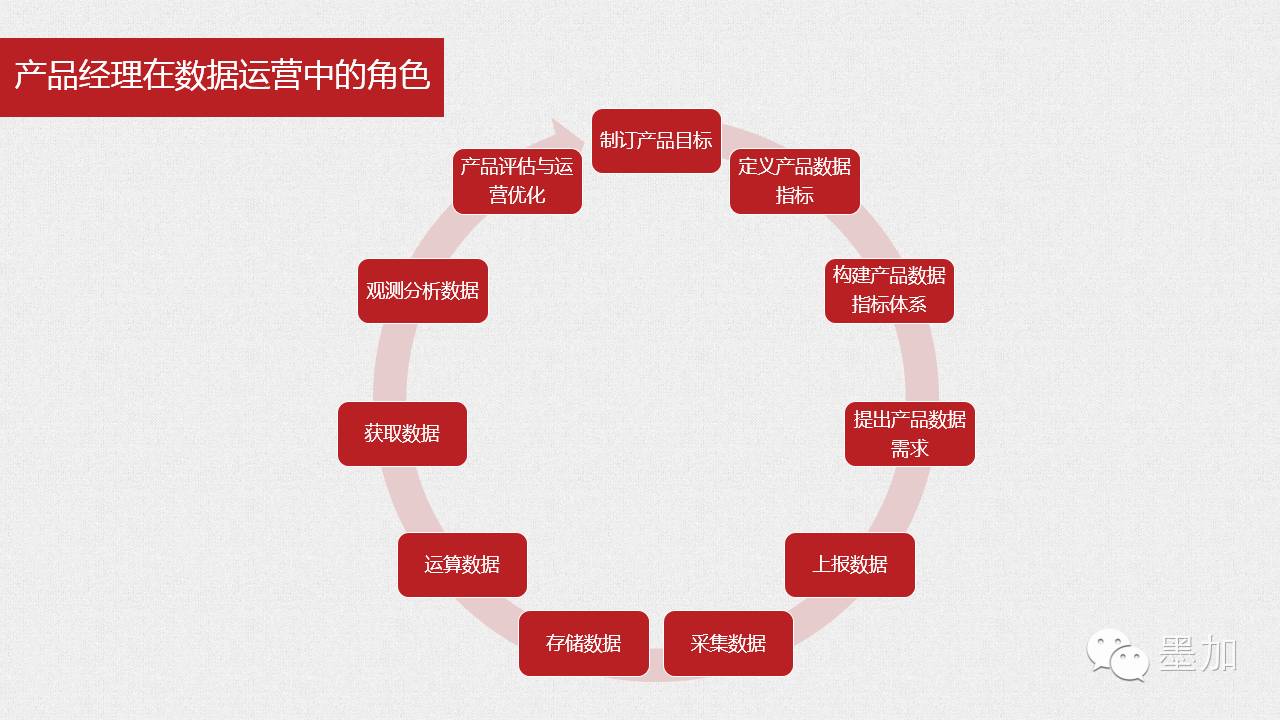 产品经理在数据运营中的角色
制订产品目标
定义产品数据
指标
构建产品数据
指标体系
提出产品数据
需求
上报数据
采集数据
存储数据
运算数据
获取数据
观测分析数据
产品评估与运
营优化
墨加